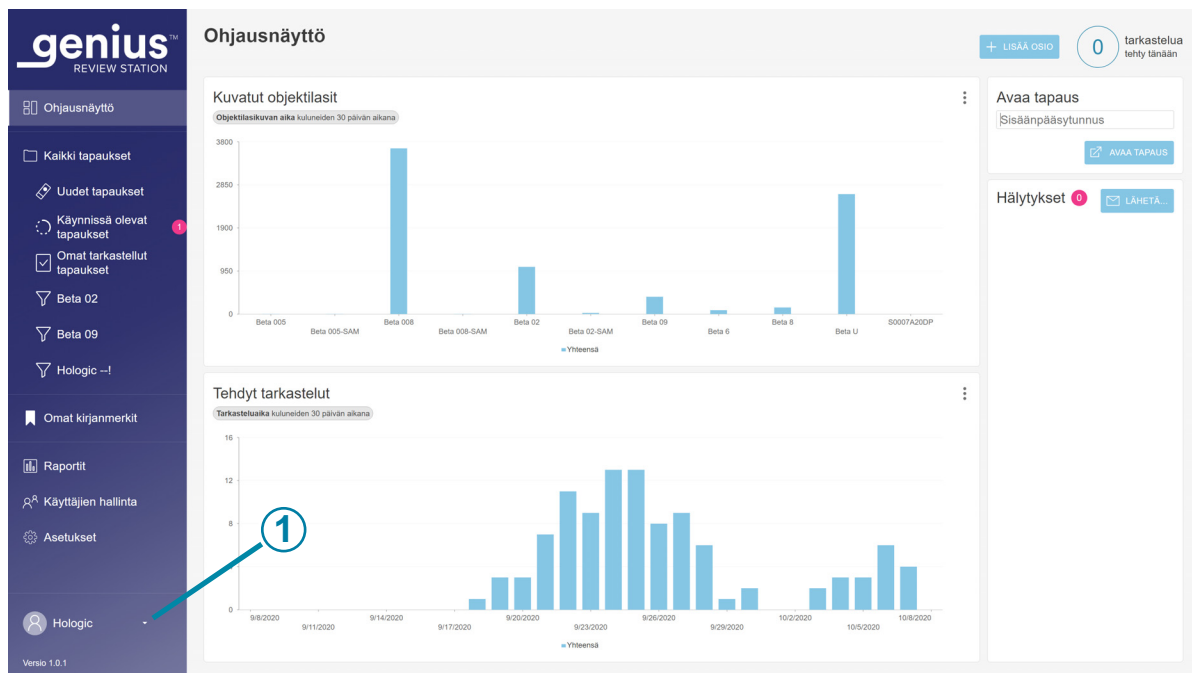 genius™
REVIEW STATION
Ohjausnäyttö
Kaikki tapaukset
Uudet tapaukset
Käynnissä olevat
tapaukset
1
Omat tarkastellut
tapaukset
Beta 02
Beta 09
Hologic --!
Omat kirjanmerkit
Raportit
Käyttäjien hallinta
Asetukset
Hologic
Versio 1.0.1
Ohjausnäyttö
+ LISÄÄ OSIO
0
tarkastelua
tehty tänään
Kuvatut objektilasit
Objektilasikuvan aika kuluneiden 30 päivän aikana
3800
2850
1900
950
0
Beta 005
Beta 005-SAM
Beta 008
Beta 008-SAM
Beta 02
Beta 02-SAM
Beta 09
Beta 6
Beta 8
Beta U
S0007A20DP
Yhteensä
Tehdyt tarkastelut
Tarkasteluaika kuluneiden 30 päivän aikana
16
12
8
0
9/8/2020
9/11/2020
9/14/2020
9/17/2020
9/20/2020
9/23/2020
9/26/2020
9/29/2020
10/2/2020
10/5/2020
10/8/2020
Yhteensä
1
Avaa tapaus
Sisäänpääsytunnus
AVAA TAPAUS
Hälytykset 0
LÄHETÄ...